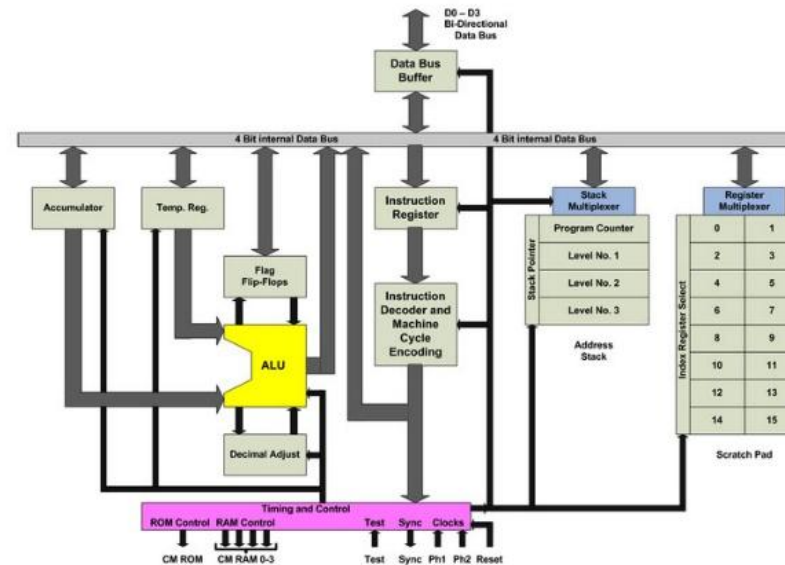 D0 – D3
Bi-Directional
Data Bus
Data Bus
Buffer
4 Bit internal Data Bus
4 Bit internal Data Bus
Accumulator
Temp. Reg.
Instruction
Register
Stack
Multiplexer
Register
Multiplexer
Flag
Flip-Flops
Instruction
Decoder and
Machine
Cycle
Encoding
Stack Pointer
Program Counter
Level No. 1
Level No. 2
Level No. 3
Address
Stack
Index Register Select
0 1
2 3
4 5
6 7
8 9
10 11
12 13
14 15
Scratch Pad
ALU
Decimal Adjust
Timing and Control
ROM Control RAM Control Test Sync Clocks
CM ROM CM RAM 0-3 Test Sync Ph1 Ph2 Reset